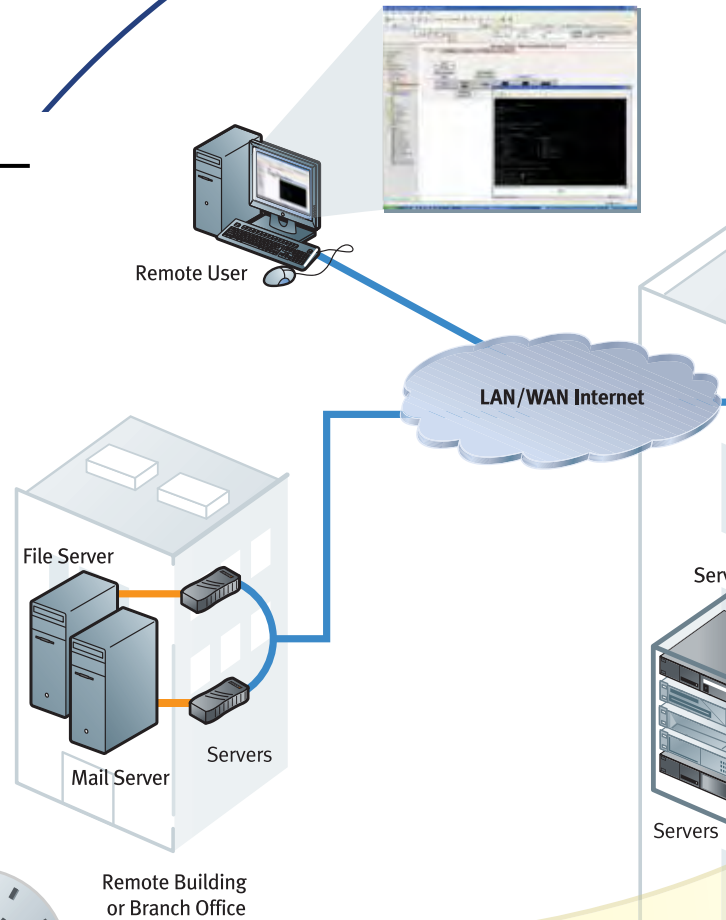 Remote User
LAN/WAN Internet
File Server
Servers
Mail Server
Servers
Remote Building
or Branch Office